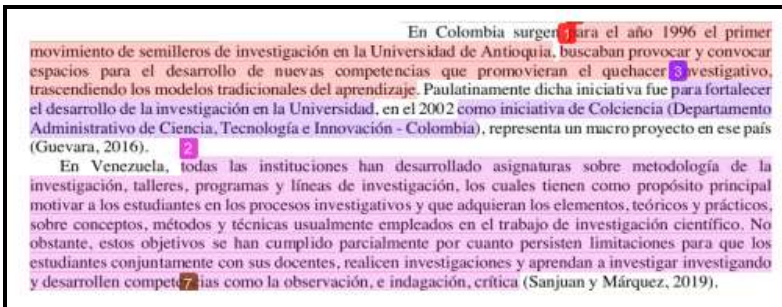 En Colombia surgen 1 para el año 1996 el primer
movimiento de semilleros de investigación en la Universidad de Antioquia, buscaban provocar y convocar
espacios para el desarrollo de nuevas competencias que promovieran el quehacer 3 investigativo,
trascendiendo los modelos tradicionales del aprendizaje. Paulatinamente dicha iniciativa fue para fortalecer
el desarrollo de la investigación en la Universidad, en el 2002 como iniciativa de Colciencia (Departamento
Administrativo de Ciencia, Tecnología e Innovación - Colombia), representa un macro proyecto en ese país
(Guevara, 2016). 2
En Venezuela, todas las instituciones han desarrollado asignaturas sobre metodología de la
investigación, talleres, programas y líneas de investigación, los cuales tienen como propósito principal
motivar a los estudiantes en los procesos investigativos y que adquieran los elementos, teóricos y prácticos,
sobre conceptos, métodos y técnicas usualmente empleados en el trabajo de investigación científico. No
obstante, estos objetivos se han cumplido parcialmente por cuanto persisten limitaciones para que los
estudiantes conjuntamente con sus docentes, realicen investigaciones y aprendan a investigar investigando
y desarrollen competencias 7 como la observación, e indagación, crítica (Sanjuan y Márquez, 2019).